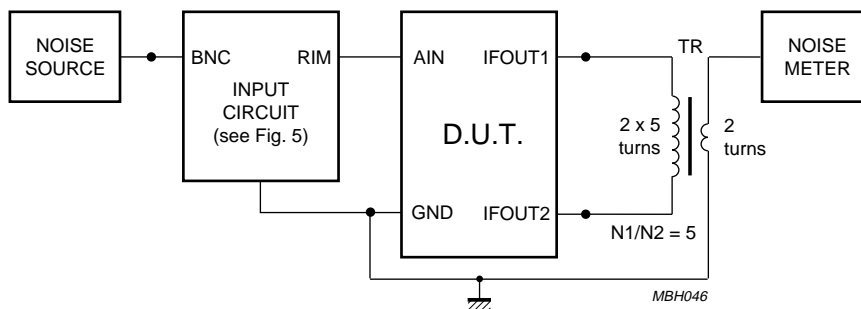 NOISE
SOURCE
BNC
RIM
INPUT
CIRCUIT
(see Fig. 5)
AIN
IFOUT1
D.U.T.
GND
IFOUT2
TR
2 x 5
turns
2
turns
N1/N2 = 5
NOISE
METER
MBH046